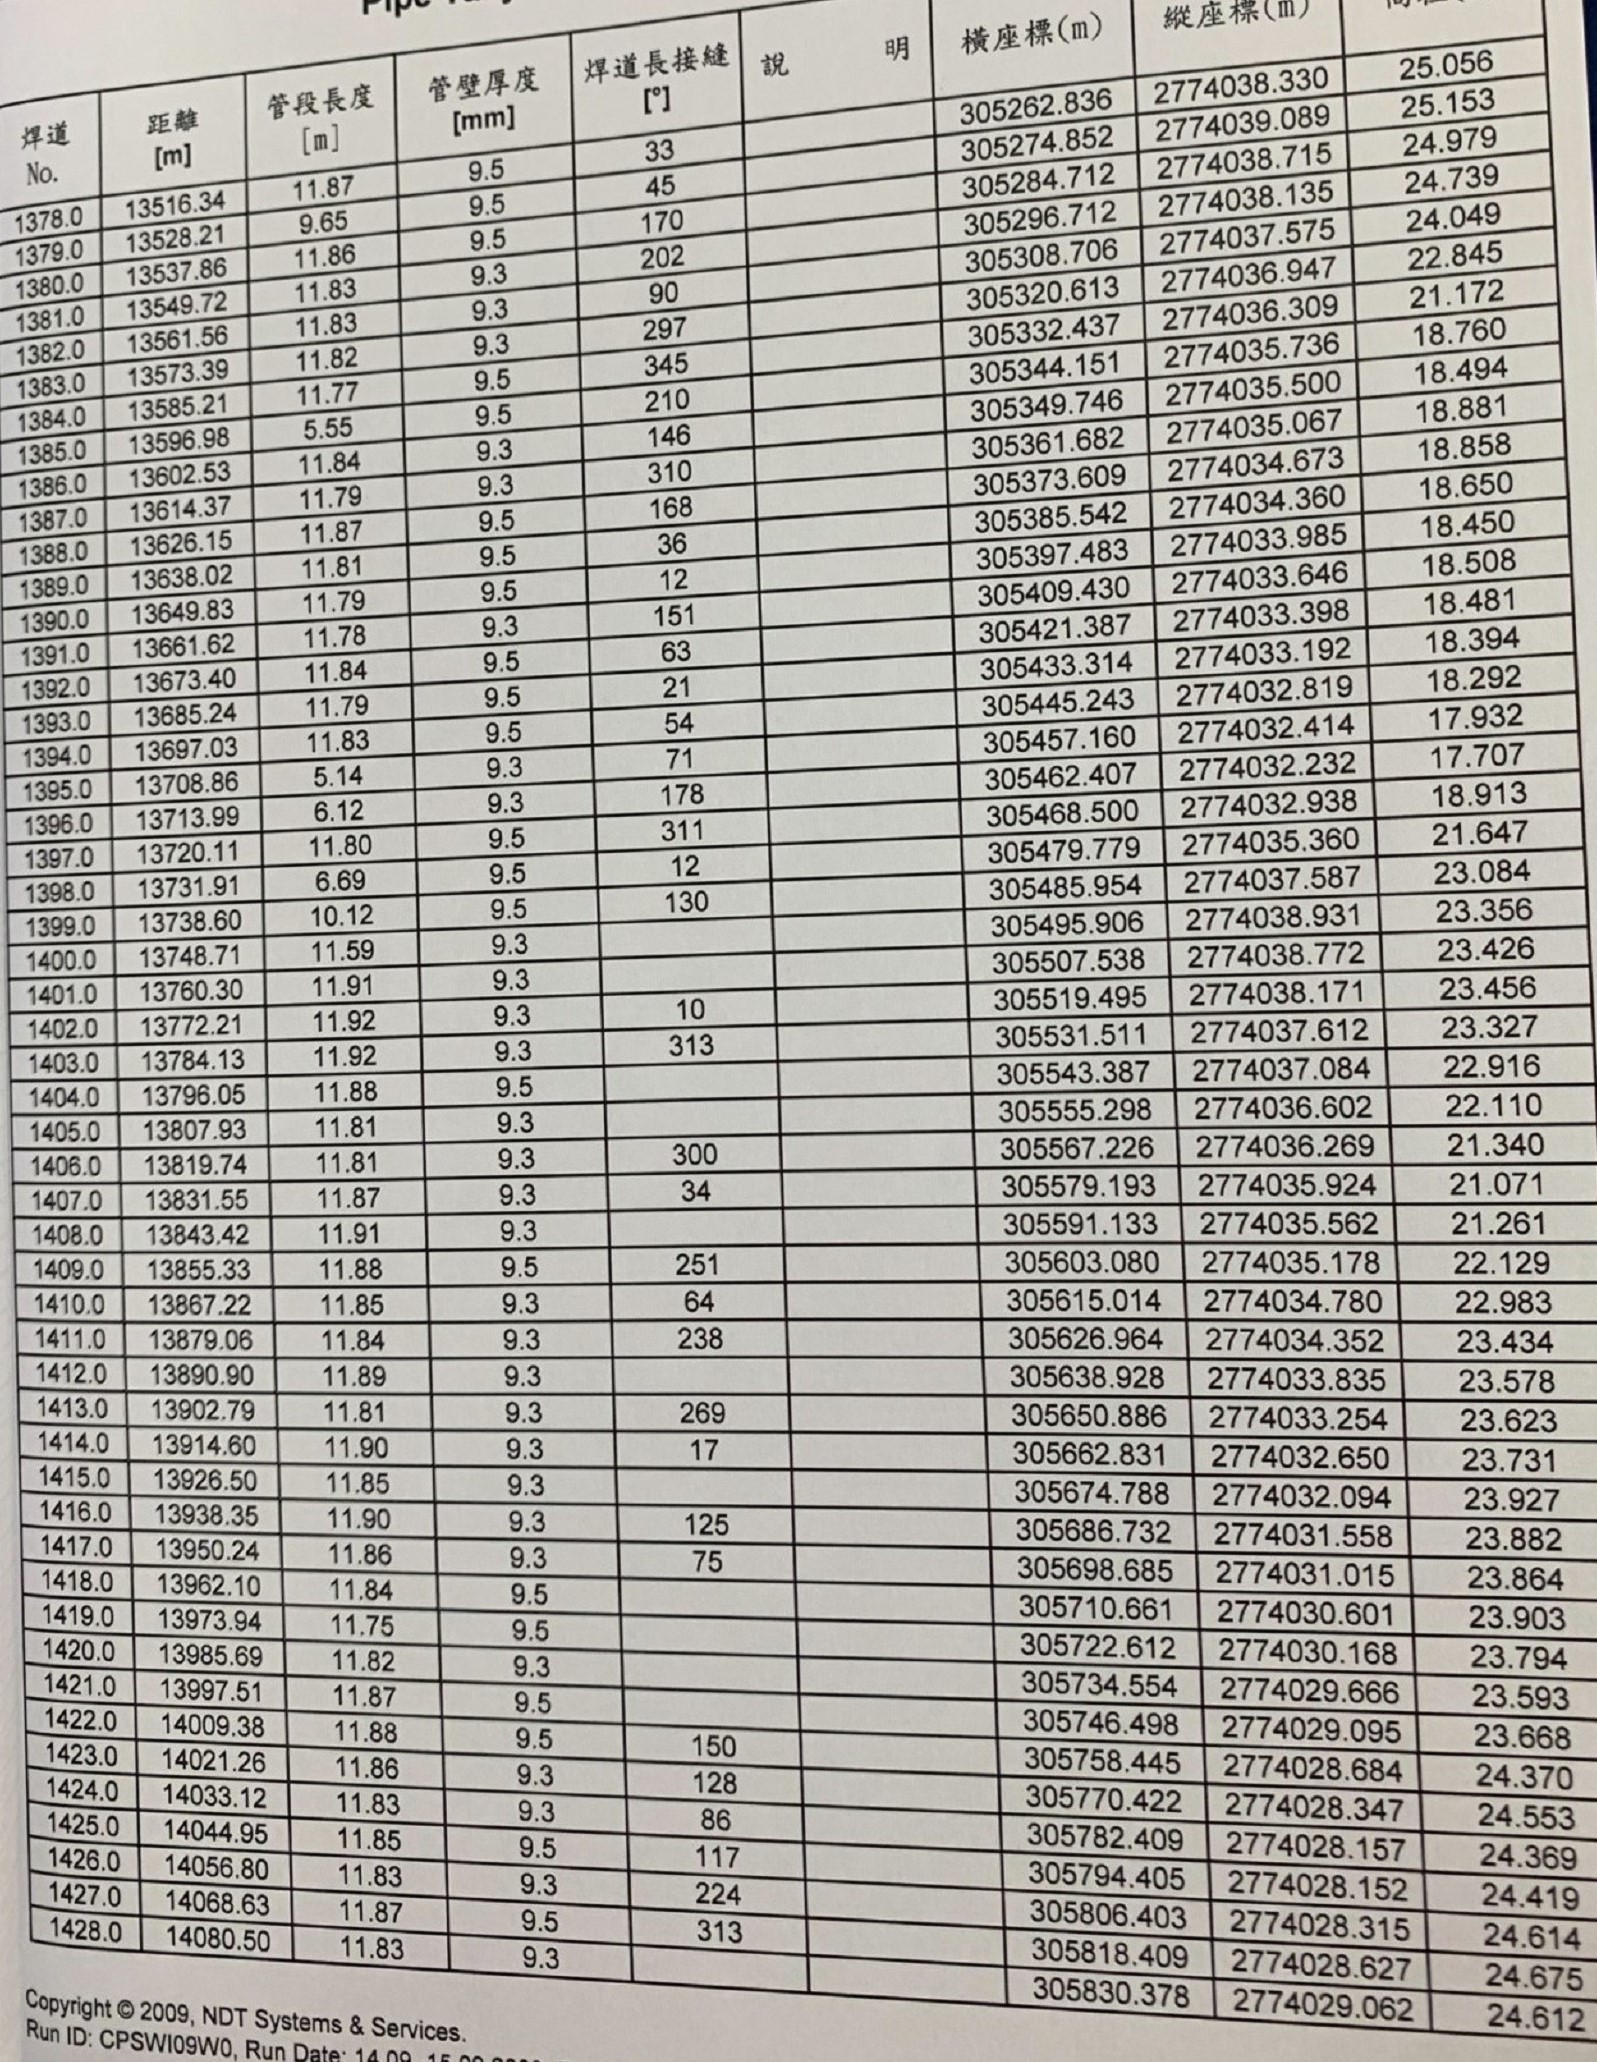 焊道 No. 距離 [m] 管段長度 [m] 管壁厚度 [mm] 焊道長接縫 [°] 說 明 橫座標(m) 縱座標(m)
1378.0 13516.34 11.87 9.5 33 305262.836 2774038.330 25.056
1379.0 13528.21 9.65 9.5 45 305274.852 2774039.089 25.153
1380.0 13537.86 11.86 9.5 170 305284.712 2774038.715 24.979
1381.0 13549.72 11.83 9.3 202 305296.712 2774038.135 24.739
1382.0 13561.56 11.83 9.3 90 305308.706 2774037.575 24.049
1383.0 13573.39 11.82 9.3 297 305320.613 2774036.947 22.845
1384.0 13585.21 11.77 9.5 345 305332.437 2774036.309 21.172
1385.0 13596.98 5.55 9.5 210 305344.151 2774035.736 18.760
1386.0 13602.53 11.84 9.3 146 305349.746 2774035.500 18.494
1387.0 13614.37 11.79 9.3 310 305361.682 2774035.067 18.881
1388.0 13626.15 11.87 9.5 168 305373.609 2774034.673 18.858
1389.0 13638.02 11.81 9.5 36 305385.542 2774034.360 18.650
1390.0 13649.83 11.79 9.5 12 305397.483 2774033.985 18.450
1391.0 13661.62 11.78 9.3 151 305409.430 2774033.646 18.508
1392.0 13673.40 11.84 9.5 63 305421.387 2774033.398 18.481
1393.0 13685.24 11.79 9.5 21 305433.314 2774033.192 18.394
1394.0 13697.03 11.83 9.5 54 305445.243 2774032.819 18.292
1395.0 13708.86 5.14 9.3 71 305457.160 2774032.414 17.932
1396.0 13713.99 6.12 9.3 178 305462.407 2774032.232 17.707
1397.0 13720.11 11.80 9.5 311 305468.500 2774032.938 18.913
1398.0 13731.91 6.69 9.5 12 305479.779 2774035.360 21.647
1399.0 13738.60 10.12 9.5 130 305485.954 2774037.587 23.084
1400.0 13748.71 11.59 9.3 305495.906 2774038.931 23.356
1401.0 13760.30 11.91 9.3 305507.538 2774038.772 23.426
1402.0 13772.21 11.92 9.3 10 305519.495 2774038.171 23.456
1403.0 13784.13 11.92 9.3 313 305531.511 2774037.612 23.327
1404.0 13796.05 11.88 9.5 305543.387 2774037.084 22.916
1405.0 13807.93 11.81 9.3 305555.298 2774036.602 22.110
1406.0 13819.74 11.81 9.3 300 305567.226 2774036.269 21.340
1407.0 13831.55 11.87 9.3 34 305579.193 2774035.924 21.071
1408.0 13843.42 11.91 9.3 305591.133 2774035.562 21.261
1409.0 13855.33 11.88 9.5 251 305603.080 2774035.178 22.129
1410.0 13867.22 11.85 9.3 64 305615.014 2774034.780 22.983
1411.0 13879.06 11.84 9.3 238 305626.964 2774034.352 23.434
1412.0 13890.90 11.89 9.3 305638.928 2774033.835 23.578
1413.0 13902.79 11.81 9.3 269 305650.886 2774033.254 23.623
1414.0 13914.60 11.90 9.3 17 305662.831 2774032.650 23.731
1415.0 13926.50 11.85 9.3 305674.788 2774032.094 23.927
1416.0 13938.35 11.90 9.3 125 305686.732 2774031.558 23.882
1417.0 13950.24 11.86 9.3 75 305698.685 2774031.015 23.864
1418.0 13962.10 11.84 9.5 305710.661 2774030.601 23.903
1419.0 13973.94 11.75 9.5 305722.612 2774030.168 23.794
1420.0 13985.69 11.82 9.3 305734.554 2774029.666 23.593
1421.0 13997.51 11.87 9.5 305746.498 2774029.095 23.668
1422.0 14009.38 11.88 9.5 150 305758.445 2774028.684 24.370
1423.0 14021.26 11.86 9.3 128 305770.422 2774028.347 24.553
1424.0 14033.12 11.83 9.3 86 305782.409 2774028.157 24.369
1425.0 14044.95 11.85 9.5 117 305794.405 2774028.152 24.419
1426.0 14056.80 11.83 9.3 224 305806.403 2774028.315 24.614
1427.0 14068.63 11.87 9.5 313 305818.409 2774028.627 24.675
1428.0 14080.50 11.83 9.3 305830.378 2774029.062 24.612
Copyright © 2009, NDT Systems & Services.
Run ID: CPSWI09W0, Run Date: 14.09